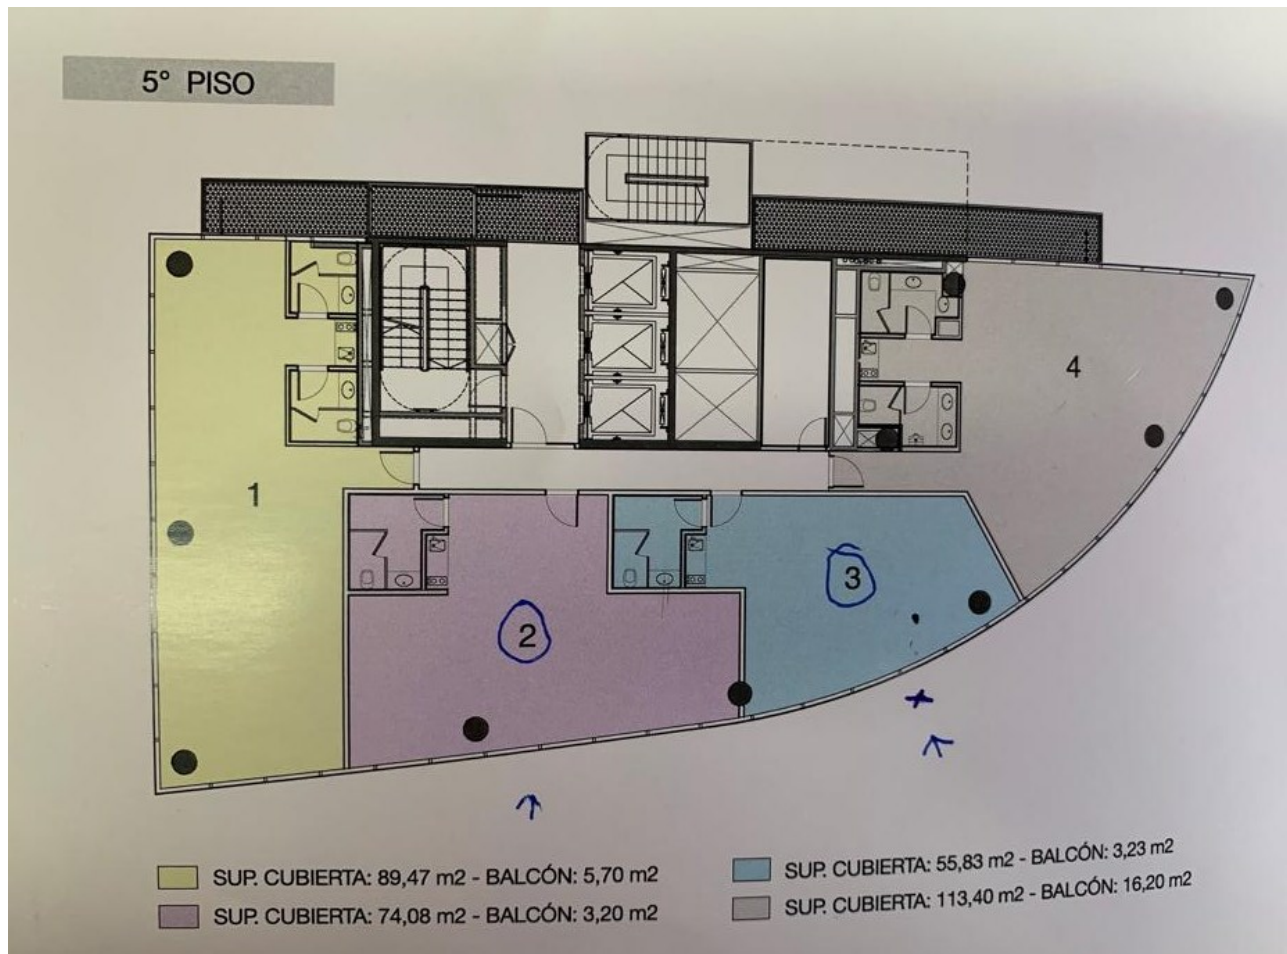 5° PISO
1
2
3
4
SUP. CUBIERTA: 89,47 m2 - BALCÓN: 5,70 m2
SUP. CUBIERTA: 74,08 m2 - BALCÓN: 3,20 m2
SUP. CUBIERTA: 55,83 m2 - BALCÓN: 3,23 m2
SUP. CUBIERTA: 113,40 m2 - BALCÓN: 16,20 m2